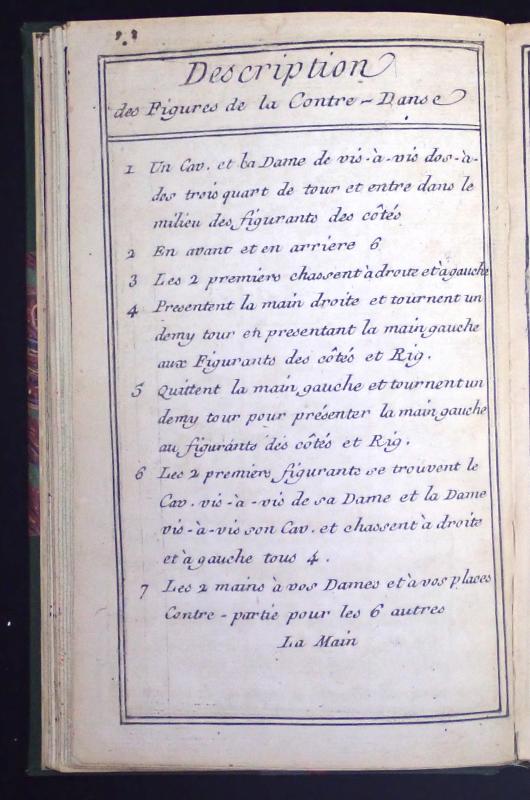 Description
des Figures de la Contre-Danse
1 Un Cav. et la Dame de vis-à-vis dos-à-
dos trois quart de tour et entre dans le
milieu des figurants des côtés
2 En avant et en arriere 6
3 Les 2 premiers chassent à droite et à gauche
4 Presentent la main droite et tournent un
demy tour en presentant la main gauche
aux Figurants des côtés et Rig.
5 Quittent la main gauche et tournent un
demy tour pour présenter la main gauche
au figurants des côtés et Rig.
6 Les 2 premiers figurants se trouvent le
Cav. vis-à-vis de sa Dame et la Dame
vis-à-vis son Cav. et chassent à droite
et à gauche tous 4.
7 Les 2 mains à vos Dames et à vos places
Contre-partie pour les 6 autres
La Main